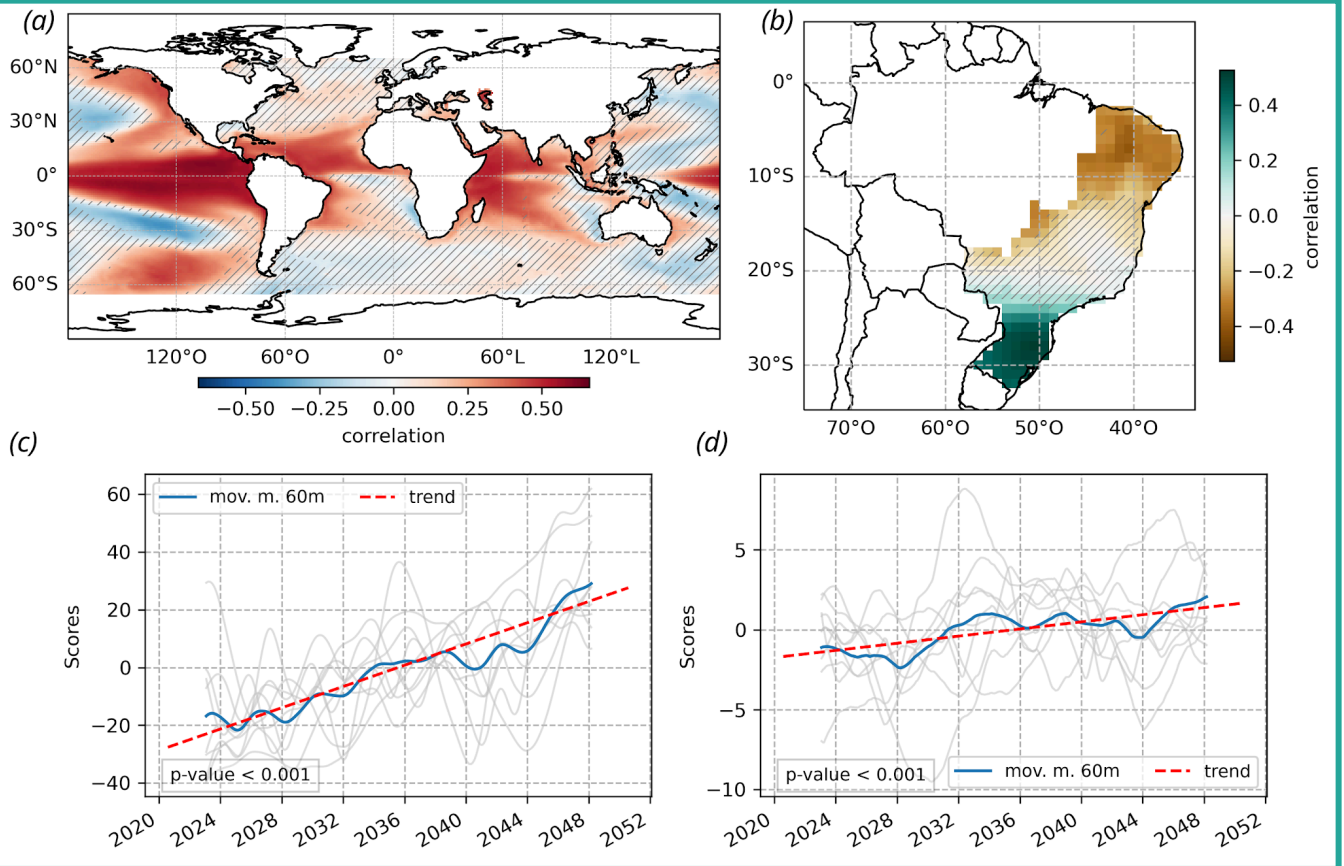 (a)
60°N
30°N
0°
30°S
60°S
120°O 60°O 0° 60°L 120°L
−0.50 −0.25 0.00 0.25 0.50
correlation
(b)
0°
10°S
20°S
30°S
70°O 60°O 50°O 40°O
0.4
0.2
0.0
−0.2
−0.4
correlation
(c)
mov. m. 60m trend
60
40
20
0
−20
−40
Scores
p-value < 0.001
2020 2024 2028 2032 2036 2040 2044 2048 2052
(d)
5
0
−5
−10
Scores
p-value < 0.001
mov. m. 60m trend
2020 2024 2028 2032 2036 2040 2044 2048 2052